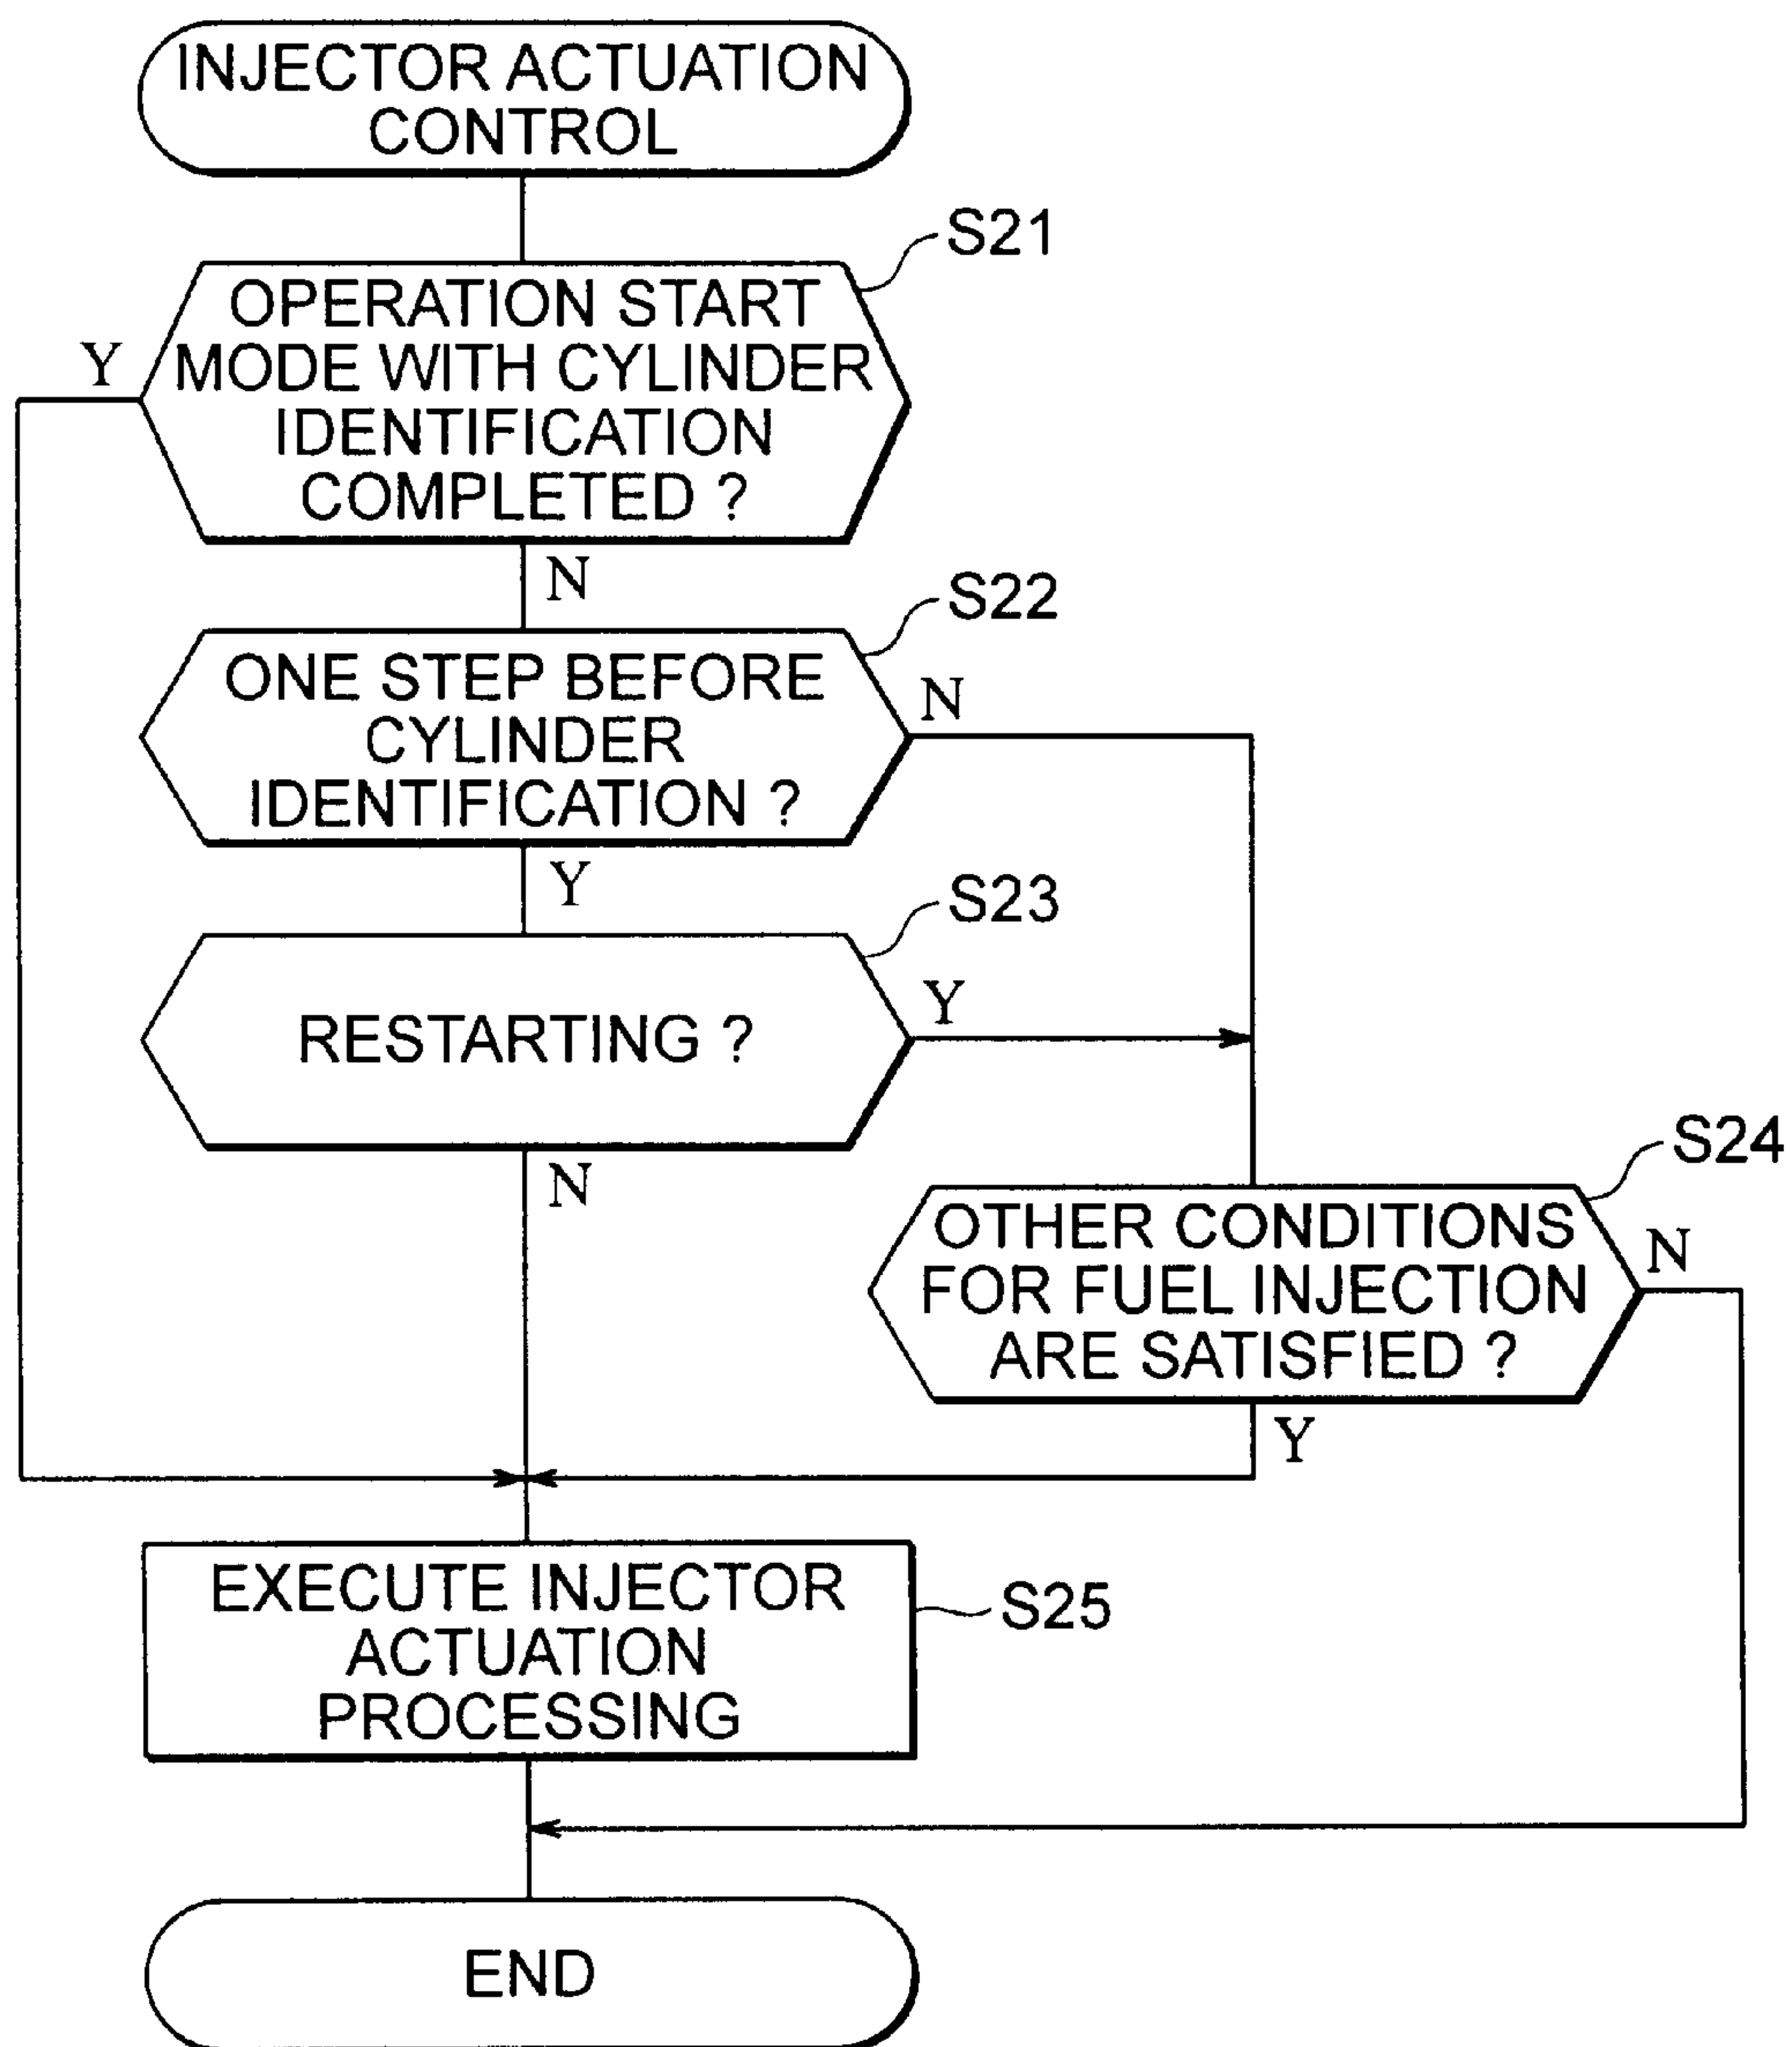 INJECTOR ACTUATION
CONTROL
S21
OPERATION START
MODE WITH CYLINDER
IDENTIFICATION
COMPLETED ?
Y
N
S22
ONE STEP BEFORE
CYLINDER
IDENTIFICATION ?
N
Y
S23
RESTARTING ?
Y
N
S24
OTHER CONDITIONS
FOR FUEL INJECTION
ARE SATISFIED ?
N
Y
EXECUTE INJECTOR
ACTUATION
PROCESSING
S25
END